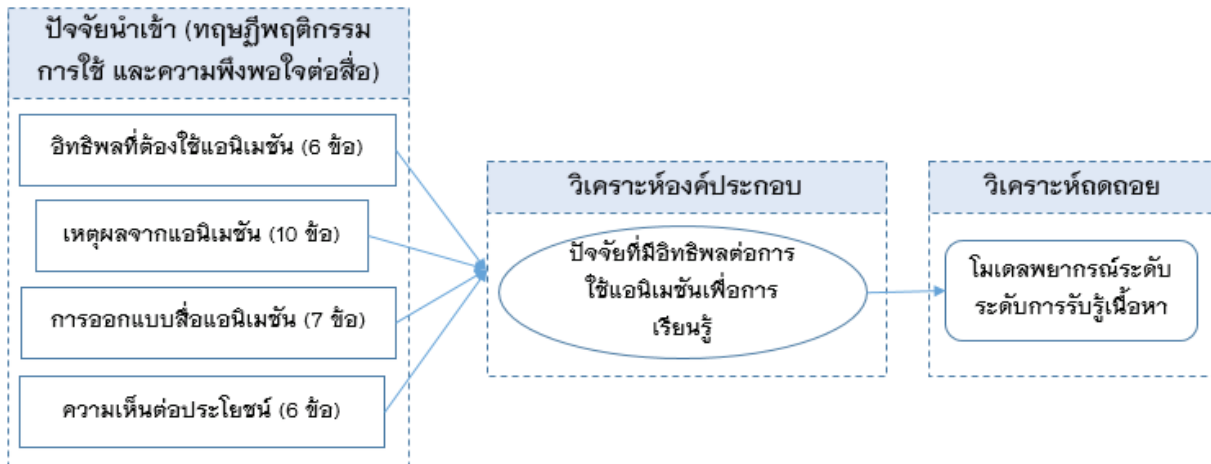 ปัจจัยนำเข้า (ทฤษฏีพฤติกรรม
การใช้ และความพึงพอใจต่อสื่อ)
อิทธิพลที่ต้องใช้แอนิเมชัน (6 ข้อ)
เหตุผลจากแอนิเมชัน (10 ข้อ)
การออกแบบสื่อแอนิเมชัน (7 ข้อ)
ความเห็นต่อประโยชน์ (6 ข้อ)
วิเคราะห์องค์ประกอบ
ปัจจัยที่มีอิทธิพลต่อการ
ใช้แอนิเมชันเพื่อการ
เรียนรู้
วิเคราะห์ถดถอย
โมเดลพยากรณ์ระดับ
ระดับการรับรู้เนื้อหา